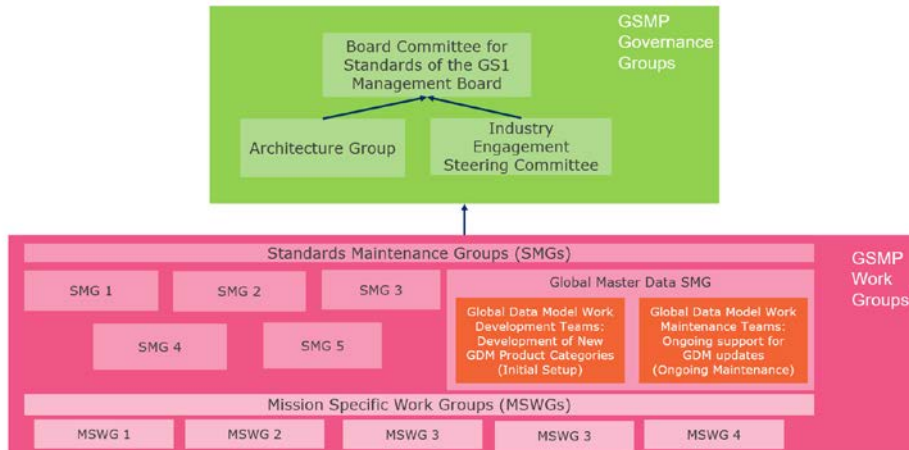 GSMP
Governance
Groups
Board Committee for
Standards of the GS1
Management Board
Architecture Group
Industry
Engagement
Steering Committee
GSMP
Work
Groups
Standards Maintenance Groups (SMGs)
SMG 1
SMG 2
SMG 3
SMG 4
SMG 5
Global Master Data SMG
Global Data Model Work
Development Teams:
Development of New
GDM Product Categories
(Initial Setup)
Global Data Model Work
Maintenance Teams:
Ongoing support for
GDM updates
(Ongoing Maintenance)
Mission Specific Work Groups (MSWGs)
MSWG 1
MSWG 2
MSWG 3
MSWG 3
MSWG 4